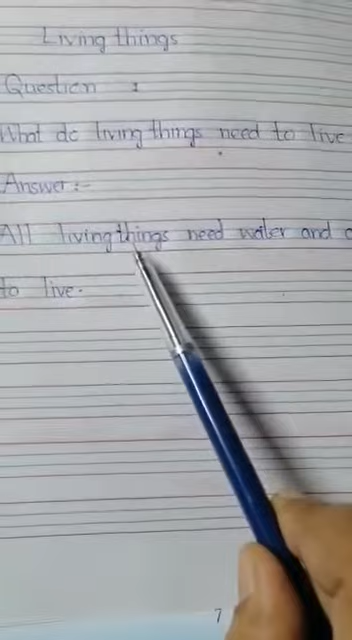 Living things
Question 1
What do living things need to live
Answer:-
All living things need water and
to live.
7